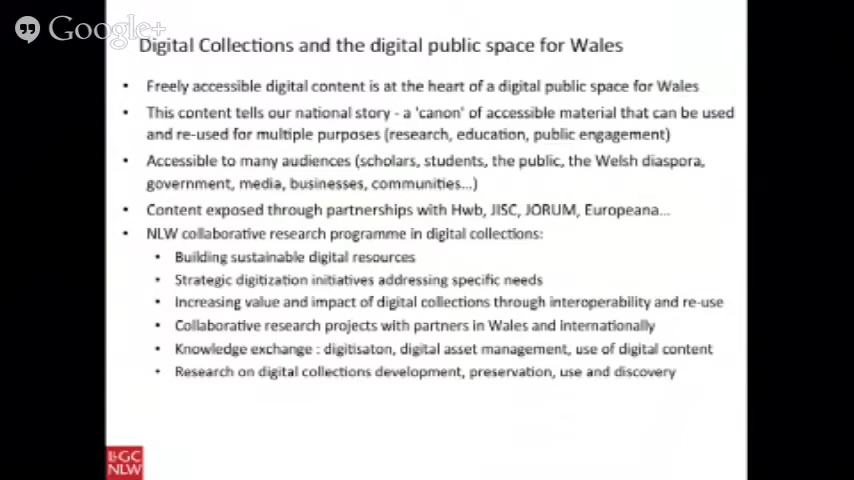 Google+
Digital Collections and the digital public space for Wales
• Freely accessible digital content is at the heart of a digital public space for Wales
• This content tells our national story - a 'canon' of accessible material that can be used
and re-used for multiple purposes (research, education, public engagement)
• Accessible to many audiences (scholars, students, the public, the Welsh diaspora,
government, media, businesses, communities...)
• Content exposed through partnerships with Hwb, JISC, JORUM, Europeana...
• NLW collaborative research programme in digital collections:
• Building sustainable digital resources
• Strategic digitization initiatives addressing specific needs
• Increasing value and impact of digital collections through interoperability and re-use
• Collaborative research projects with partners in Wales and internationally
• Knowledge exchange : digitisaton, digital asset management, use of digital content
• Research on digital collections development, preservation, use and discovery
LlGC
NLW